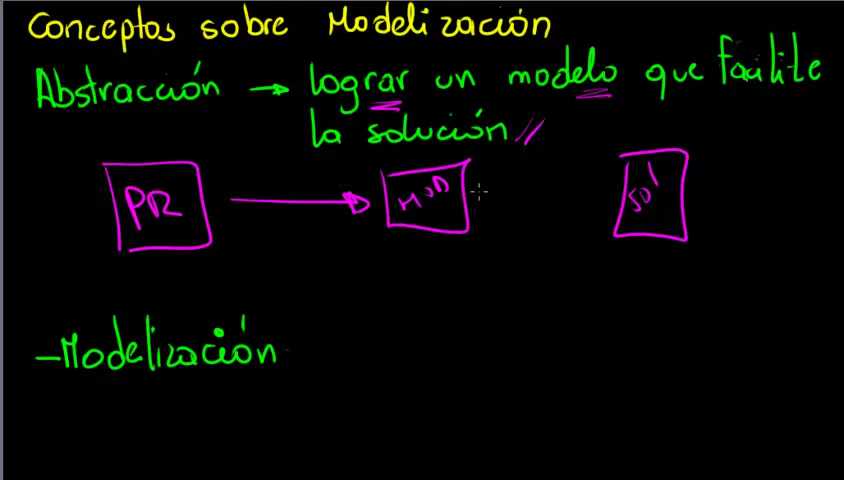 Conceptos sobre Modelización
Abstracción → lograr un modelo que facilite
la solución
PR → MOD SOL
- Modelización